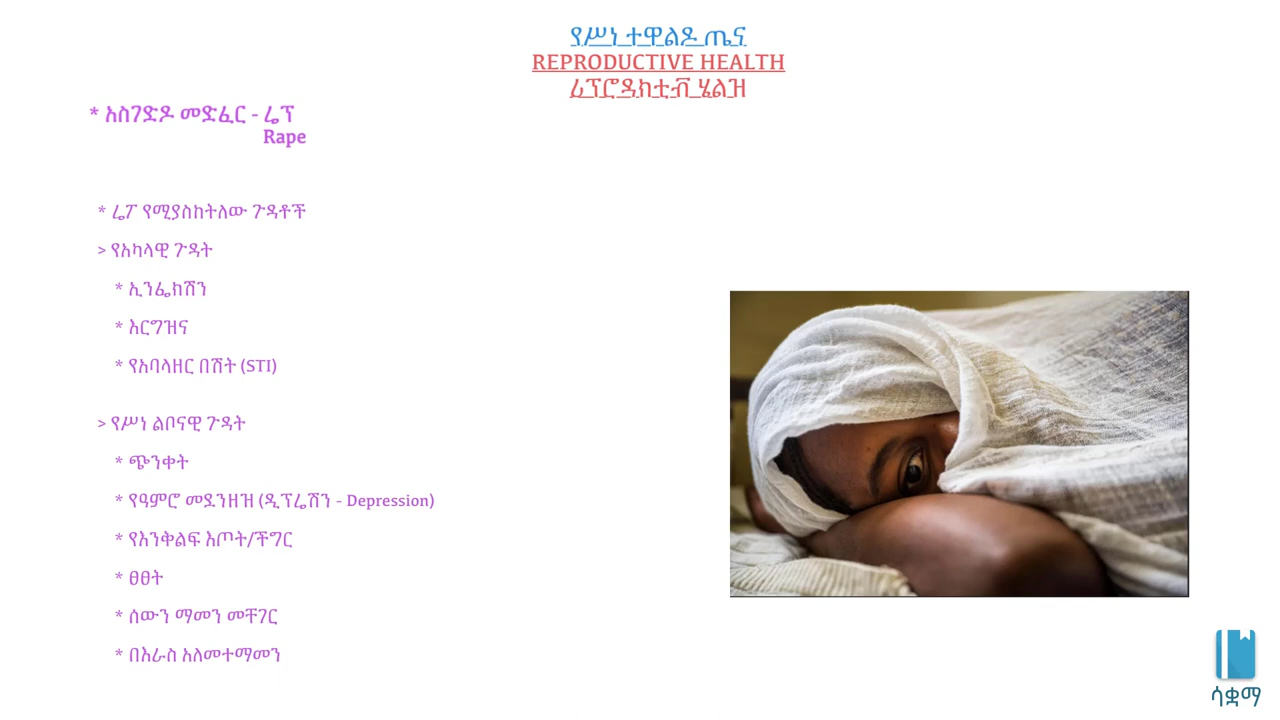 የሥነ ተዋልዶ ጤና
REPRODUCTIVE HEALTH
ሪፕሮዳክቲቭ ሄልዝ
* አስገድዶ መድፈር - ሬፕ
Rape
* ሬፖ የሚያስከትለው ጉዳቶች
> የአካላዊ ጉዳት
* ኢንፌክሽን
* እርግዝና
* የአባላዘር በሽት (STI)
> የሥነ ልቦናዊ ጉዳት
* ጭንቀት
* የዓምሮ መደንዘዝ (ዲፕሬሽን - Depression)
* የእንቅልፍ እጦት/ችግር
* ፀፀት
* ሰውን ማመን መቸገር
* በእራስ አለመተማመን
ሳቋማ